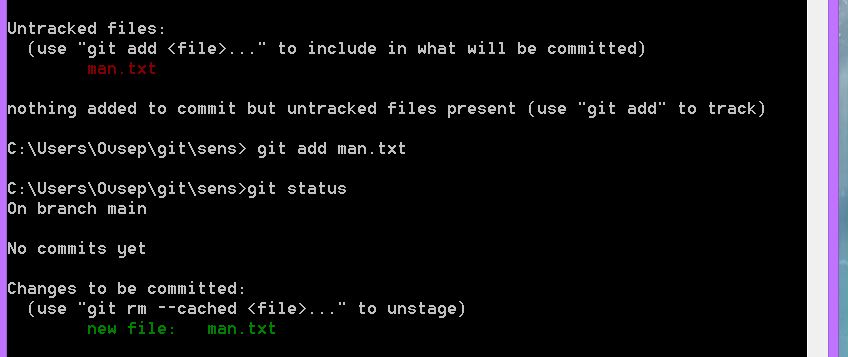 Untracked files:
  (use "git add <file>..." to include in what will be committed)
        man.txt
nothing added to commit but untracked files present (use "git add" to track)
C:\Users\Ovsep\git\sens> git add man.txt
C:\Users\Ovsep\git\sens>git status
On branch main
No commits yet
Changes to be committed:
  (use "git rm --cached <file>..." to unstage)
        new file:   man.txt